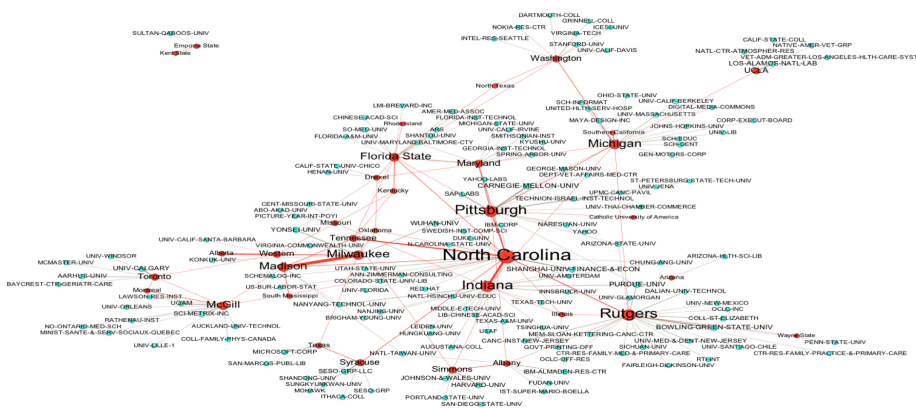 DARTMOUTH-COLL
GRINNELL-COLL
NOKIA-RES-CTR
ICESI-UNIV
SULTAN-QABOOS-UNIV
VIRGINIA-TECH
INTEL-RES-SEATTLE
STANFORD-UNIV
CALIF-STATE-COLL
Emporia State
UNIV-CALIF-DAVIS
NATIVE-AMER-VET-GRP
Kent State
NATL-CTR-ATMOSPHER-RES
Washington
VET-ADM-GREATER-LOS-ANGELES-HLTH-CARE-SYST
LOS-ALAMOS-NATL-LAB
UCLA
North Texas
OHIO-STATE-UNIV
SCH-INFORMAT
UNIV-CALIF-BERKELEY
LMI-BREVARD-INC
UNITED-HLTH-SERV-HOSP
DIGITAL-MEDIA-COMMONS
AMER-MED-ASSOC
UNIV-MASSACHUSETTS
CHINESE-ACAD-SCI
FLORIDA-INST-TECHNOL
MAYA-DESIGN-INC
CORP-EXECUT-BOARD
Rhode Island
MICHIGAN-STATE-UNIV
JOHNS-HOPKINS-UNIV
SO-MED-UNIV
ARS
UNIV-CALIF-IRVINE
Southern California
UNIV-LIB
FLORIDA-A&M-UNIV
SHANTOU-UNIV
SMITHSONIAN-INST
SCH-EDUC
UNIV-MARYLAND-BALTIMORE-CTY
KYUSHU-UNIV
Michigan
SCH-DENT
GEORGIA-INST-TECHNOL
SPRING-ARBOR-UNIV
GEN-MOTORS-CORP
Florida State
Maryland
CALIF-STATE-UNIV-CHICO
GEORGE-MASON-UNIV
HENAN-UNIV
YAHOO-LABS
DEPT-VET-AFFAIRS-MED-CTR
Drexel
CARNEGIE-MELLON-UNIV
ST-PETERSBURG-STATE-TECH-UNIV
UNIV-JENA
Kentucky
SAP-LABS
TECHNION-ISRAEL-INST-TECHNOL
UPMC-CANC-PAVIL
CENT-MISSOURI-STATE-UNIV
UNIV-THAI-CHAMBER-COMMERCE
ABO-AKAD-UNIV
Pittsburgh
PICTURE-YEAR-INT-POYI
Catholic University of America
Missouri
WUHAN-UNIV
IBM-CORP
NARESUAN-UNIV
YONSEI-UNIV
Oklahoma
SWEDISH-INST-COMP-SCI
YAHOO
Tennessee
DUKE-UNIV
UNIV-CALIF-SANTA-BARBARA
VIRGINIA-COMMONWEALTH-UNIV
N-CAROLINA-STATE-UNIV
ARIZONA-STATE-UNIV
Alberta
Western
Milwaukee
North Carolina
UNIV-WINDSOR
KONKUK-UNIV
ARIZONA-HLTH-SCI-LIB
MCMASTER-UNIV
UNIV-CALGARY
Madison
UTAH-STATE-UNIV
SHANGHAI-UNIV-FINANCE-&-ECON
CHUNG-ANG-UNIV
AARHUS-UNIV
Toronto
SCHEMALOG-INC
ANN-ZIMMERMAN-CONSULTING
UNIV-AMSTERDAM
Arizona
BAYCREST-CTR-GERIATR-CARE
COLORADO-STATE-UNIV-LIB
Indiana
PURDUE-UNIV
US-BUR-LABOR-STAT
UNIV-FLORIDA
RED-HAT
INNSBRUCK-UNIV
DALIAN-UNIV-TECHNOL
Montreal
LAWSON-RES-INST
South Mississippi
NATL-HSINCHU-UNIV-EDUC
UNIV-GLAMORGAN
UQAM
McGill
NANYANG-TECHNOL-UNIV
TEXAS-TECH-UNIV
UNIV-NEW-MEXICO
UNIV-ORLEANS
SCI-METRIX-INC
NANJING-UNIV
MIDDLE-E-TECH-UNIV
OCLC-INC
BRIGHAM-YOUNG-UNIV
LIB-CHINESE-ACAD-SCI
Illinois
Rutgers
COLL-ST-ELIZABETH
RATHENAU-INST
TEXAS-A&M-UNIV
AUCKLAND-UNIV-TECHNOL
LEIDEN-UNIV
TSINGHUA-UNIV
BOWLING-GREEN-STATE-UNIV
NO-ONTARIO-MED-SCH
HUNGKUANG-UNIV
USAF
MEM-SLOAN-KETTERING-CANC-CTR
Wayne State
MINIST-SANTE-&-SERV-SOCIAUX-QUEBEC
COLL-FAMILY-PHYS-CANADA
CANC-INST-NEW-JERSEY
UNIV-MED-&-DENT-NEW-JERSEY
PENN-STATE-UNIV
UNIV-LILLE-1
Texas
AUGUSTANA-COLL
GOVT-PRINTING-OFF
SICHUAN-UNIV
UNIV-SANTIAGO-CHILE
MICROSOFT-CORP
NATL-TAIWAN-UNIV
OCLC-OFF-RES
CTR-RES-FAMILY-MED-&-PRIMARY-CARE
CTR-RES-FAMILY-PRACTICE-&-PRIMARY-CARE
SAN-MARCOS-PUBL-LIB
Syracuse
Albany
RTI-INT
SESO-GRP-LLC
Simmons
IBM-ALMADEN-RES-CTR
FAIRLEIGH-DICKINSON-UNIV
SHANDONG-UNIV
JOHNSON-&-WALES-UNIV
SUNGKYUNKWAN-UNIV
HARVARD-UNIV
FUDAN-UNIV
MOHAWK
SESO-GRP
IST-SUPER-MARIO-BOELLA
ITHACA-COLL
PORTLAND-STATE-UNIV
SAN-DIEGO-STATE-UNIV